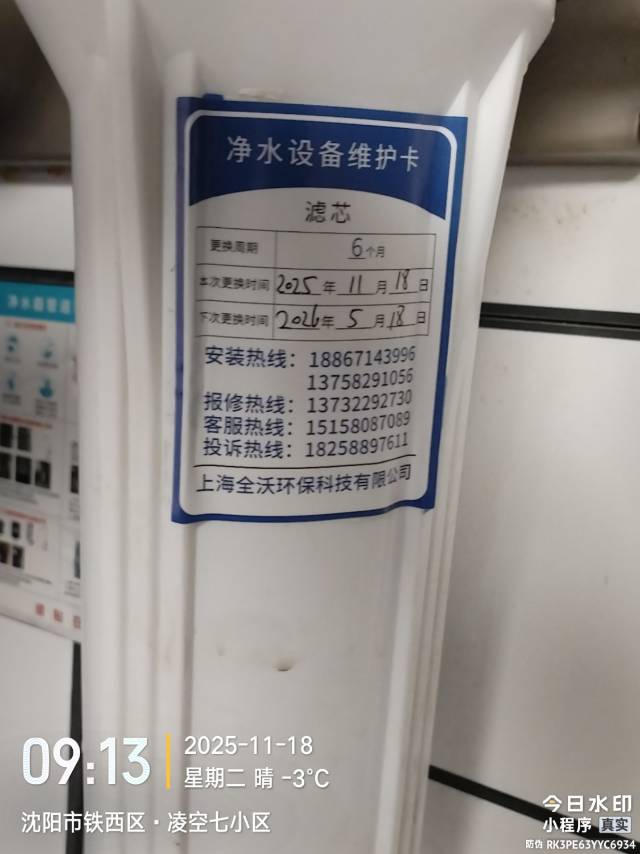 净水设备维护卡
滤芯
更换周期 6个月
本次更换时间 2025年 11月 18日
下次更换时间 2026年 5月 18日
安装热线：18867143996
13758291056
报修热线：13732292730
客服热线：15158087089
投诉热线：18258897611
上海全沃环保科技有限公司
09:13
2025-11-18
星期二 晴 -3℃
沈阳市铁西区·凌空七小区
今日水印
小程序 真实
防伪 RK3PE63YYC6934